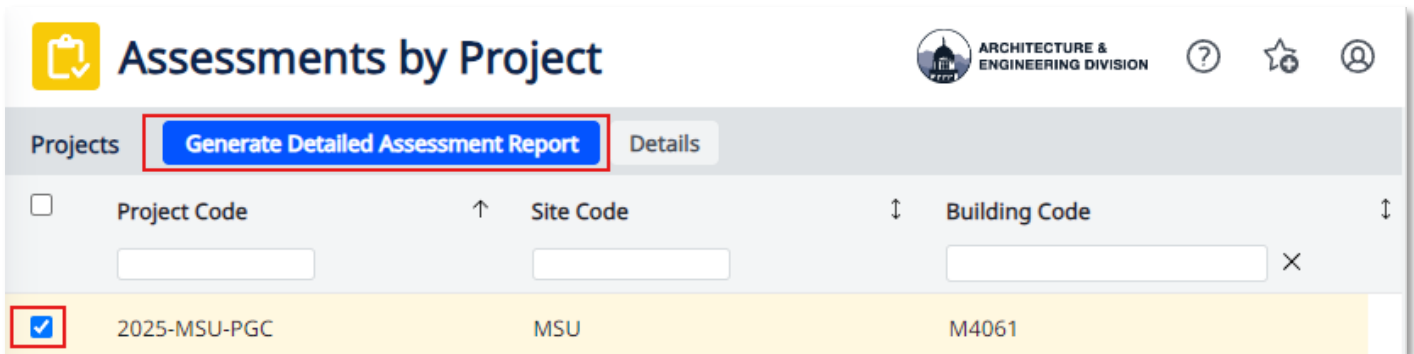 Assessments by Project
ARCHITECTURE &
ENGINEERING DIVISION
Projects Generate Detailed Assessment Report Details
Project Code Site Code Building Code
2025-MSU-PGC MSU M4061